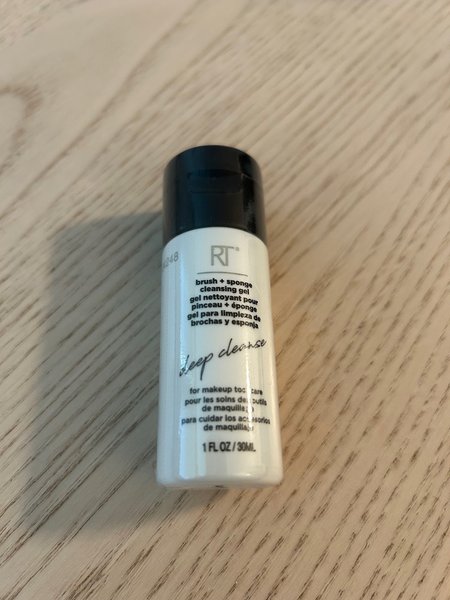 RT®
brush + sponge
cleansing gel
gel nettoyant pour
pinceau + éponge
gel para limpieza de
brochas y esponja
deep cleanse
for makeup tool care
pour les soins des outils
de maquillage
para cuidar los accesorios
de maquillaje
1 FL OZ / 30ML